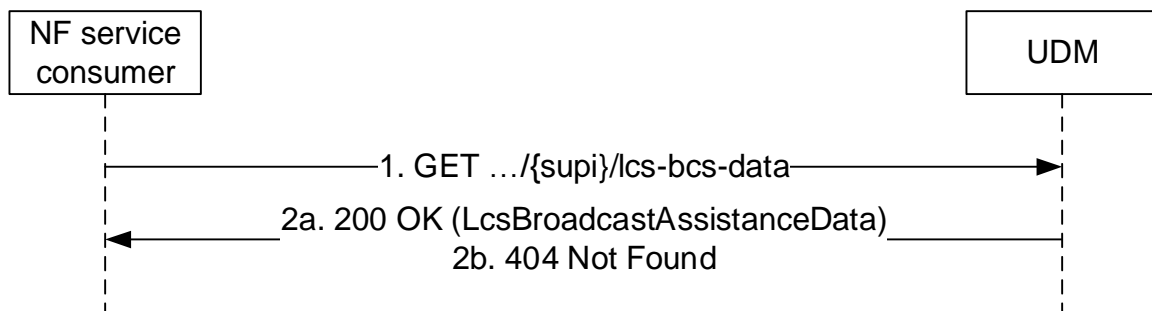 NF service
consumer
UDM
1. GET …/{supi}/lcs-bcs-data
2a. 200 OK (LcsBroadcastAssistanceData)
2b. 404 Not Found